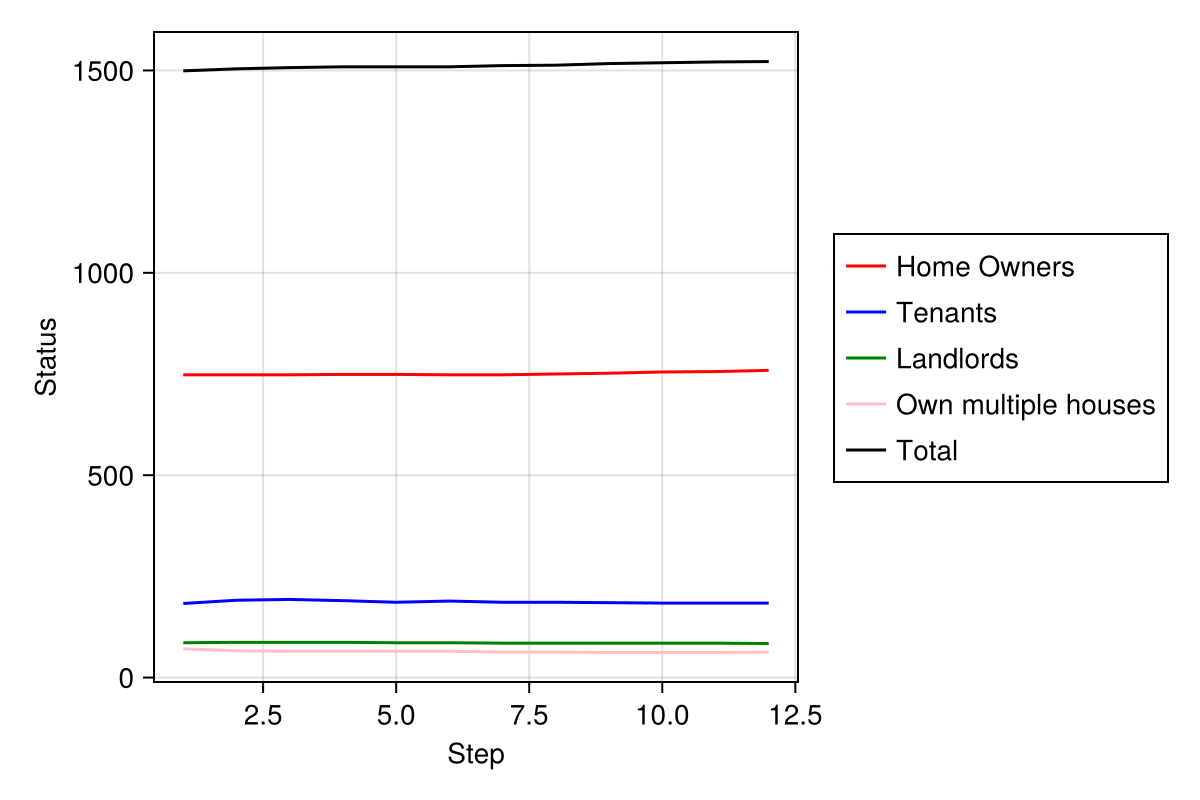 1500
1000
500
0
Status
2.5 5.0 7.5 10.0 12.5
Step
Home Owners
Tenants
Landlords
Own multiple houses
Total